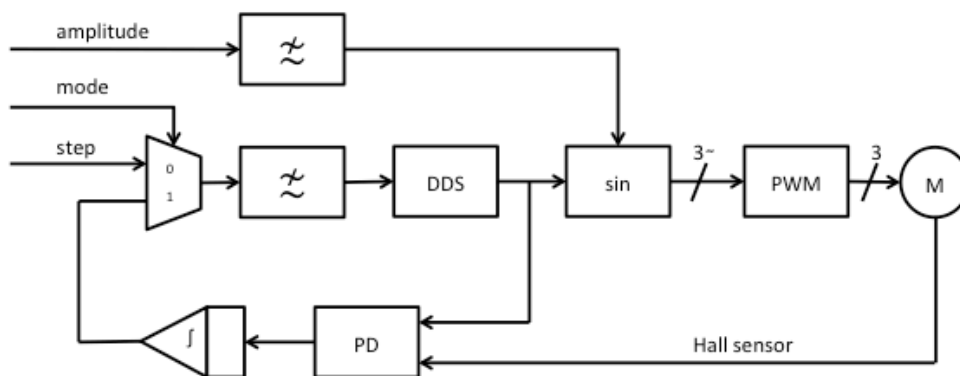 amplitude
mode
step
0
1
DDS
sin
3~
PWM
3
M
∫
PD
Hall sensor